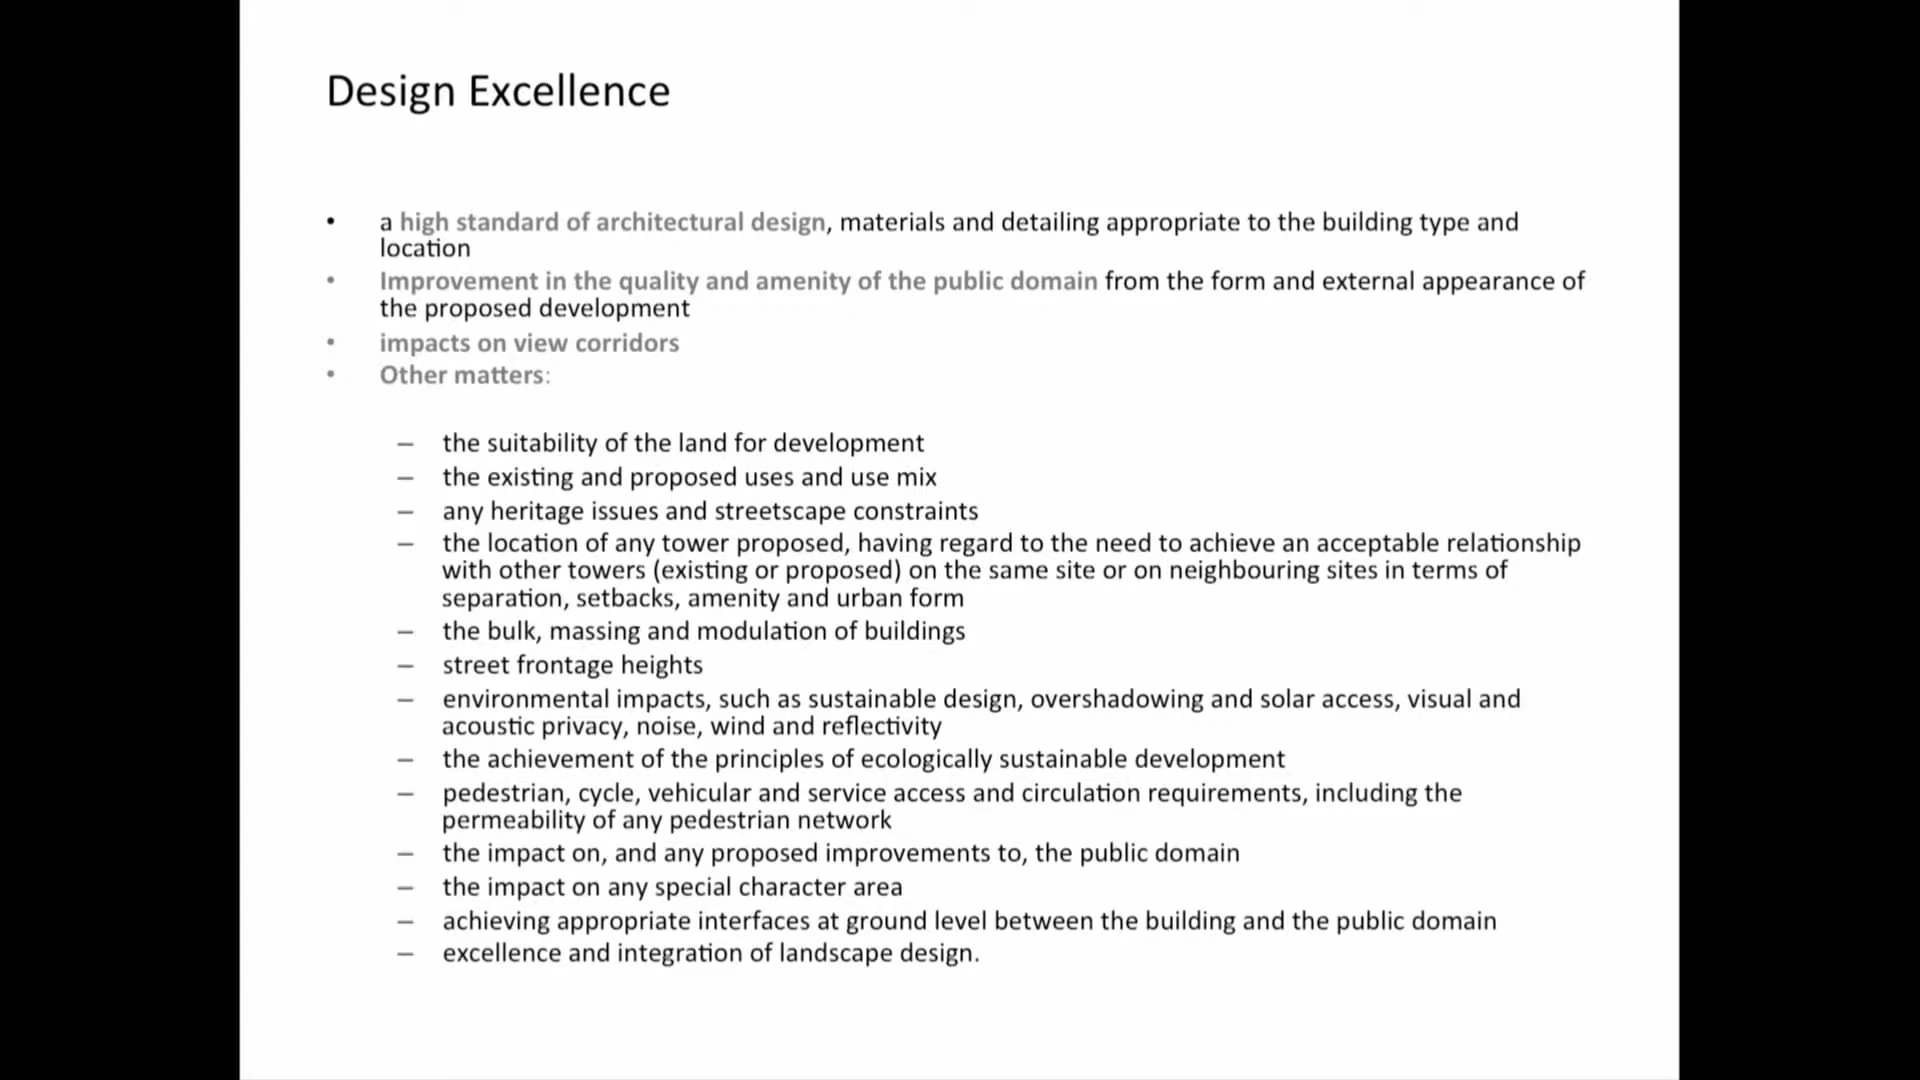 Design Excellence
• a high standard of architectural design, materials and detailing appropriate to the building type and
location
• Improvement in the quality and amenity of the public domain from the form and external appearance of
the proposed development
• impacts on view corridors
• Other matters:
– the suitability of the land for development
– the existing and proposed uses and use mix
– any heritage issues and streetscape constraints
– the location of any tower proposed, having regard to the need to achieve an acceptable relationship
with other towers (existing or proposed) on the same site or on neighbouring sites in terms of
separation, setbacks, amenity and urban form
– the bulk, massing and modulation of buildings
– street frontage heights
– environmental impacts, such as sustainable design, overshadowing and solar access, visual and
acoustic privacy, noise, wind and reflectivity
– the achievement of the principles of ecologically sustainable development
– pedestrian, cycle, vehicular and service access and circulation requirements, including the
permeability of any pedestrian network
– the impact on, and any proposed improvements to, the public domain
– the impact on any special character area
– achieving appropriate interfaces at ground level between the building and the public domain
– excellence and integration of landscape design.